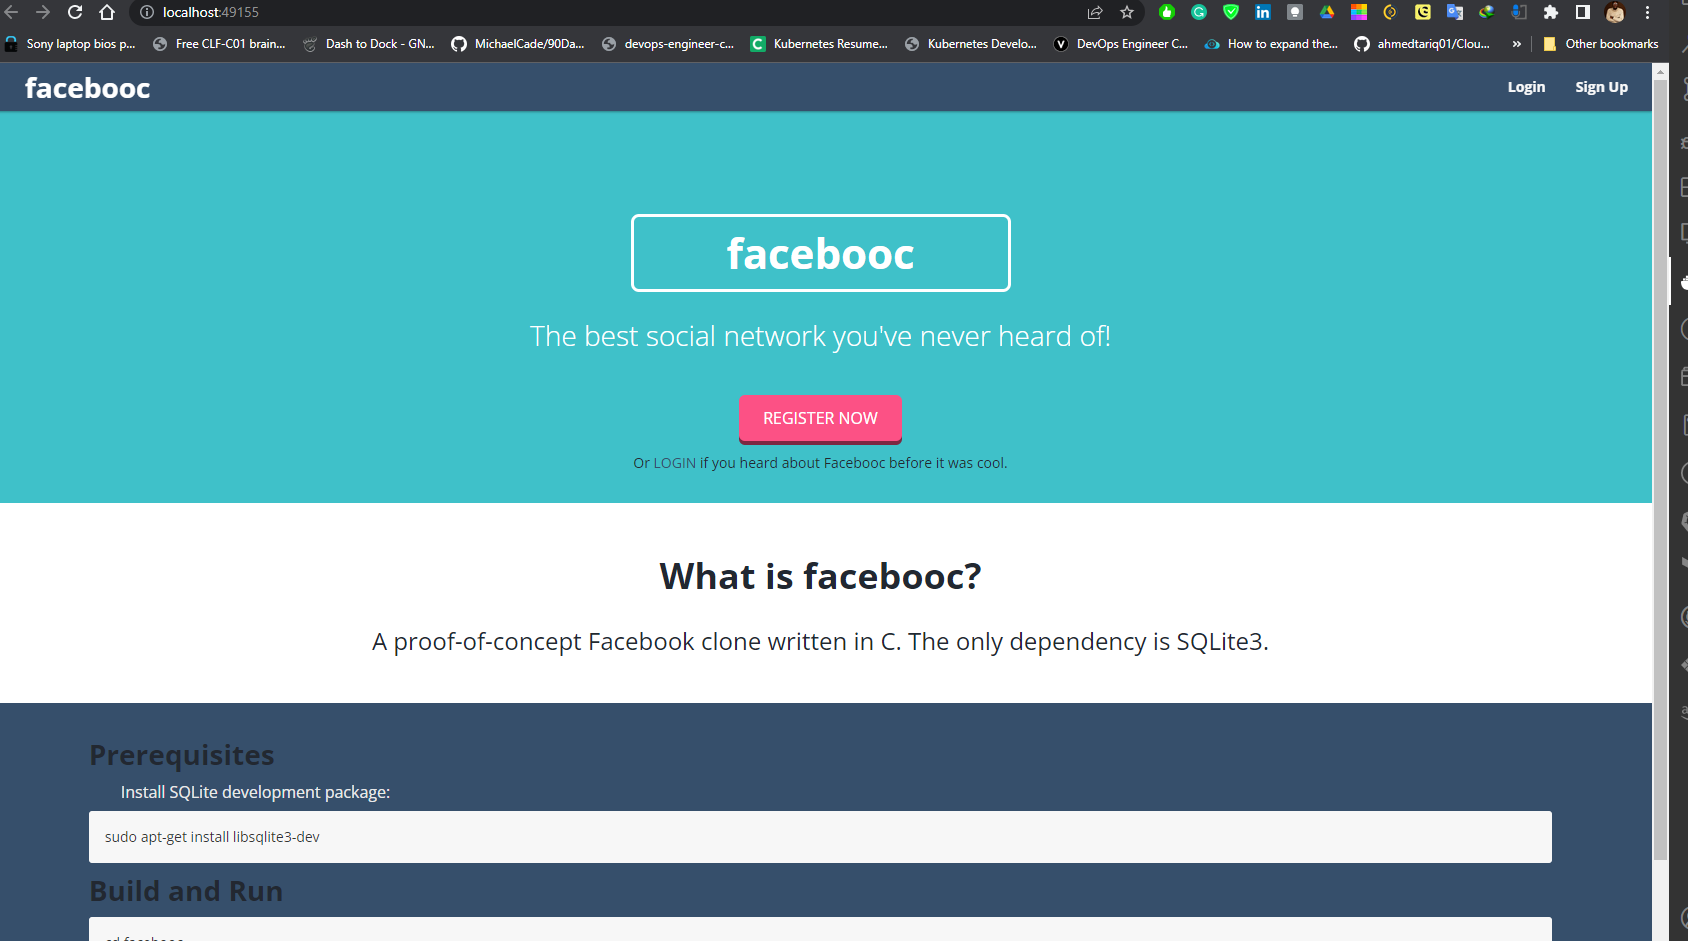 localhost:49155
Sony laptop bios p...
Free CLF-C01 brain...
Dash to Dock - GN...
MichaelCade/90Da...
devops-engineer-c...
Kubernetes Resume...
Kubernetes Develo...
DevOps Engineer C...
How to expand the...
ahmedtariq01/Clou...
»
Other bookmarks
facebooc
Login
Sign Up
facebooc
The best social network you've never heard of!
REGISTER NOW
Or LOGIN if you heard about Facebooc before it was cool.
What is facebooc?
A proof-of-concept Facebook clone written in C. The only dependency is SQLite3.
Prerequisites
Install SQLite development package:
sudo apt-get install libsqlite3-dev
Build and Run
cd facebooc